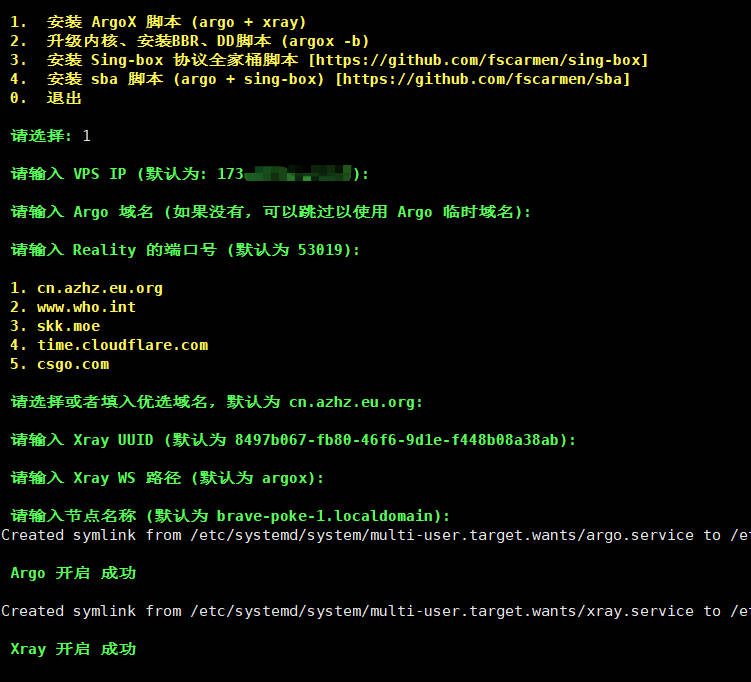 1. 安装 ArgoX 脚本 (argo + xray)
2. 升级内核、安装BBR、DD脚本 (argox -b)
3. 安装 Sing-box 协议全家桶脚本 [https://github.com/fscarmen/sing-box]
4. 安装 sba 脚本 (argo + sing-box) [https://github.com/fscarmen/sba]
0. 退出
请选择: 1
请输入 VPS IP (默认为: 173):
请输入 Argo 域名 (如果没有，可以跳过以使用 Argo 临时域名):
请输入 Reality 的端口号 (默认为 53019):
1. cn.azhz.eu.org
2. www.who.int
3. skk.moe
4. time.cloudflare.com
5. csgo.com
请选择或者填入优选域名，默认为 cn.azhz.eu.org:
请输入 Xray UUID (默认为 8497b067-fb80-46f6-9d1e-f448b08a38ab):
请输入 Xray WS 路径 (默认为 argox):
请输入节点名称 (默认为 brave-poke-1.localdomain):
Created symlink from /etc/systemd/system/multi-user.target.wants/argo.service to /et
Argo 开启 成功
Created symlink from /etc/systemd/system/multi-user.target.wants/xray.service to /et
Xray 开启 成功